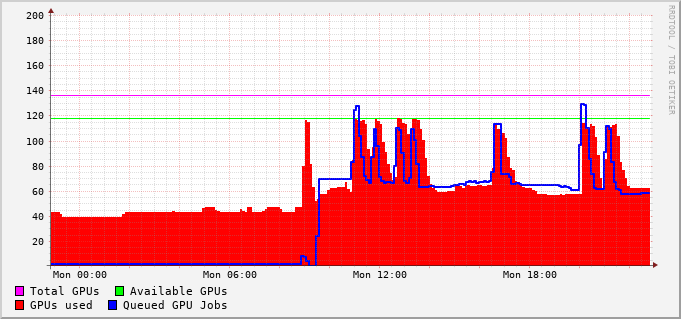 200
180
160
140
120
100
80
60
40
20
Mon 00:00 Mon 06:00 Mon 12:00 Mon 18:00
Total GPUs Available GPUs
GPUs used Queued GPU Jobs
RRDTOOL / TOBI OETIKER